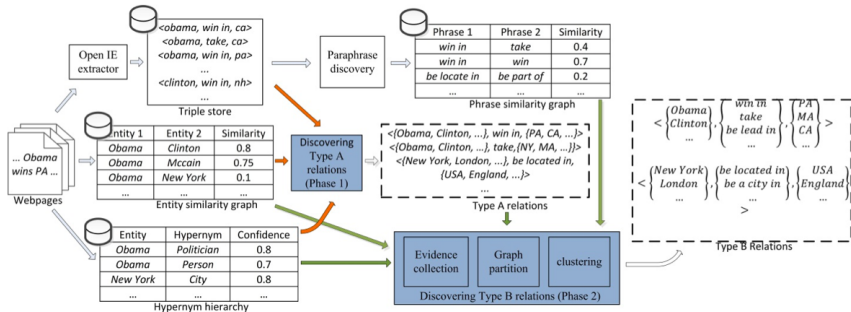 <obama, win in, ca>
<obama, take, ca>
<obama, win in, pa>
...
<clinton, win in, nh>
...
Triple store
Open IE
extractor
Paraphrase
discovery
Phrase 1 Phrase 2 Similarity
win in take 0.4
win in win 0.7
be locate in be part of 0.2
... ... ...
Phrase similarity graph
... Obama
wins PA ...
Webpages
Entity 1 Entity 2 Similarity
Obama Clinton 0.8
Obama Mccain 0.75
Obama New York 0.1
... ... ...
Entity similarity graph
Discovering
Type A
relations
(Phase 1)
<{Obama, Clinton, ...}, win in, {PA, CA, ...}>
<{Obama, Clinton, ...}, take,{NY, MA, ...}}>
<{New York, London, ...}, be located in,
{USA, England, ...}>
...
Type A relations
< {Obama Clinton ...} , {win in take be lead in ...} , {PA MA CA ...} >
< {New York London ...} , {be located in be a city in ...} , {USA England ...}
>
Type B Relations
Entity Hypernym Confidence
Obama Politician 0.8
Obama Person 0.7
New York City 0.8
... ... ...
Hypernym hierarchy
Evidence
collection
Graph
partition
clustering
Discovering Type B relations (Phase 2)